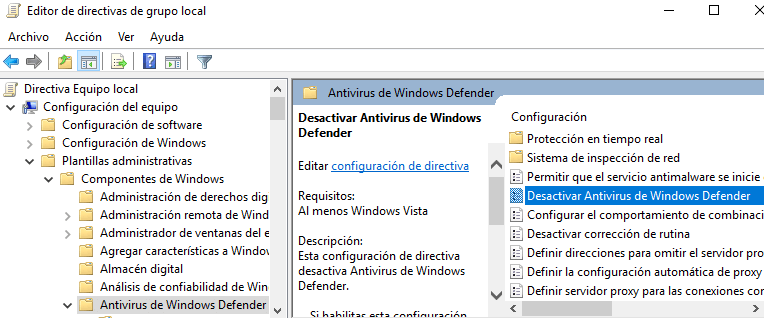 Editor de directivas de grupo local
Archivo Acción Ver Ayuda
Directiva Equipo local
Configuración del equipo
Configuración de software
Configuración de Windows
Plantillas administrativas
Componentes de Windows
Administración de derechos dig
Administración remota de Wind
Administrador de ventanas del e
Agregar características a Window
Almacén digital
Análisis de confiabilidad de Win
Antivirus de Windows Defender
Antivirus de Windows Defender
Desactivar Antivirus de Windows
Defender
Editar configuración de directiva
Requisitos:
Al menos Windows Vista
Descripción:
Esta configuración de directiva
desactiva Antivirus de Windows
Defender.
Si habilitas esta configuración
Configuración
Protección en tiempo real
Sistema de inspección de red
Permitir que el servicio antimalware se inicie
Desactivar Antivirus de Windows Defender
Configurar el comportamiento de combinaci
Desactivar corrección de rutina
Definir direcciones para omitir el servidor pro
Definir la configuración automática de proxy
Definir servidor proxy para las conexiones con